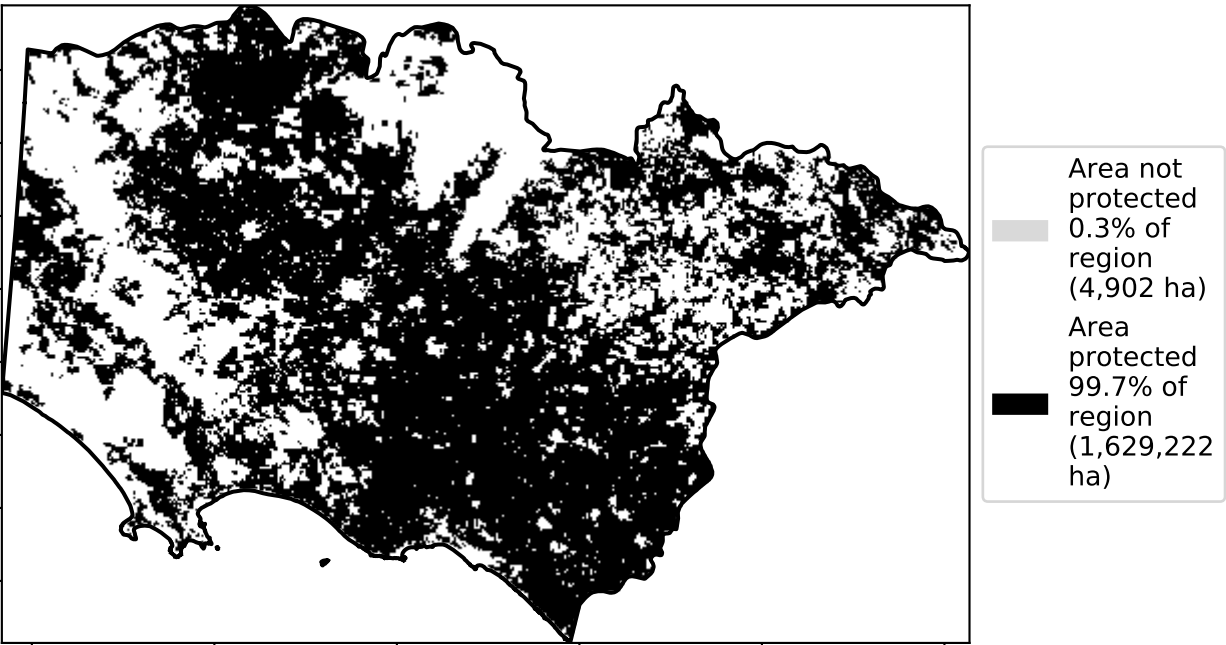 Area not
protected
0.3% of
region
(4,902 ha)
Area
protected
99.7% of
region
(1,629,222
ha)